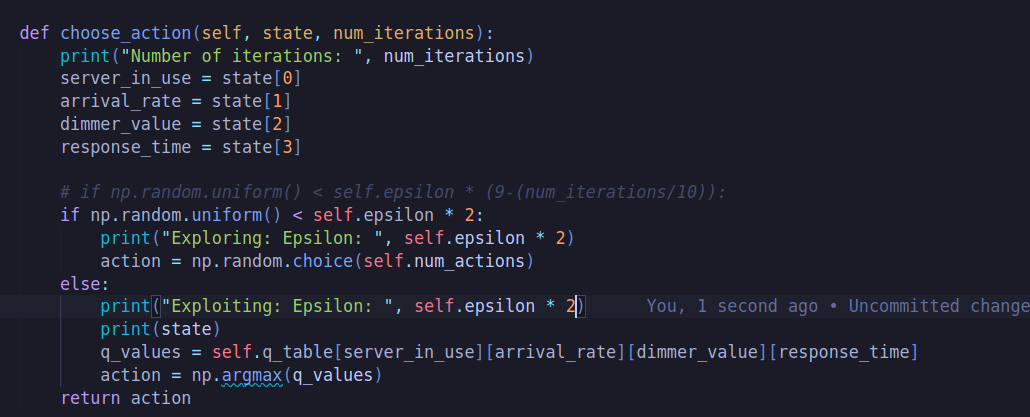 def choose_action(self, state, num_iterations):
    print("Number of iterations: ", num_iterations)
    server_in_use = state[0]
    arrival_rate = state[1]
    dimmer_value = state[2]
    response_time = state[3]

    # if np.random.uniform() < self.epsilon * (9-(num_iterations/10)):
    if np.random.uniform() < self.epsilon * 2:
        print("Exploring: Epsilon: ", self.epsilon * 2)
        action = np.random.choice(self.num_actions)
    else:
        print("Exploiting: Epsilon: ", self.epsilon * 2) You, 1 second ago • Uncommitted change
        print(state)
        q_values = self.q_table[server_in_use][arrival_rate][dimmer_value][response_time]
        action = np.argmax(q_values)
    return action